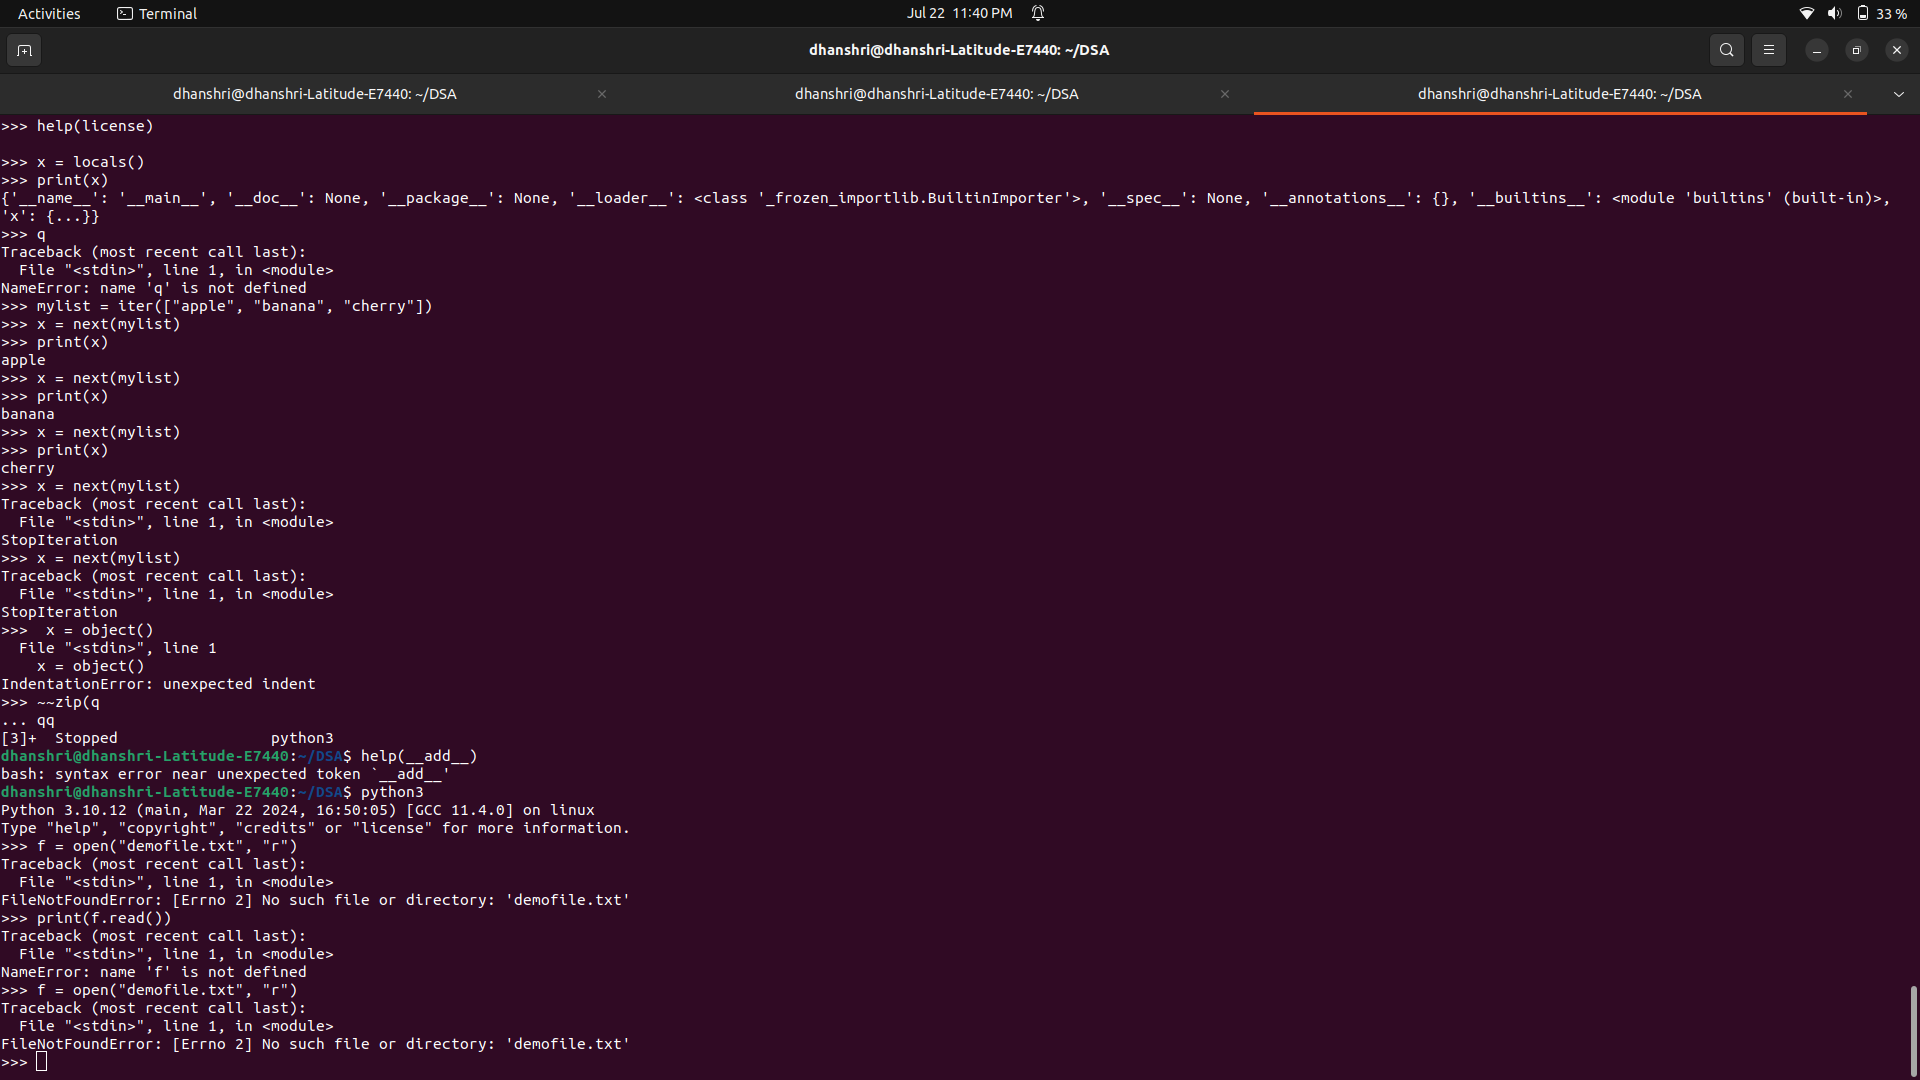 Activities Terminal Jul 22 11:40 PM 33 %
dhanshri@dhanshri-Latitude-E7440: ~/DSA
dhanshri@dhanshri-Latitude-E7440: ~/DSA dhanshri@dhanshri-Latitude-E7440: ~/DSA dhanshri@dhanshri-Latitude-E7440: ~/DSA
>>> help(license)

>>> x = locals()
>>> print(x)
{'__name__': '__main__', '__doc__': None, '__package__': None, '__loader__': <class '_frozen_importlib.BuiltinImporter'>, '__spec__': None, '__annotations__': {}, '__builtins__': <module 'builtins' (built-in)>,
'x': {...}}
>>> q
Traceback (most recent call last):
  File "<stdin>", line 1, in <module>
NameError: name 'q' is not defined
>>> mylist = iter(["apple", "banana", "cherry"])
>>> x = next(mylist)
>>> print(x)
apple
>>> x = next(mylist)
>>> print(x)
banana
>>> x = next(mylist)
>>> print(x)
cherry
>>> x = next(mylist)
Traceback (most recent call last):
  File "<stdin>", line 1, in <module>
StopIteration
>>> x = next(mylist)
Traceback (most recent call last):
  File "<stdin>", line 1, in <module>
StopIteration
>>>  x = object()
  File "<stdin>", line 1
    x = object()
IndentationError: unexpected indent
>>> ~~zip(q
... qq
[3]+  Stopped                 python3
dhanshri@dhanshri-Latitude-E7440:~/DSA$ help(__add__)
bash: syntax error near unexpected token `__add__'
dhanshri@dhanshri-Latitude-E7440:~/DSA$ python3
Python 3.10.12 (main, Mar 22 2024, 16:50:05) [GCC 11.4.0] on linux
Type "help", "copyright", "credits" or "license" for more information.
>>> f = open("demofile.txt", "r")
Traceback (most recent call last):
  File "<stdin>", line 1, in <module>
FileNotFoundError: [Errno 2] No such file or directory: 'demofile.txt'
>>> print(f.read())
Traceback (most recent call last):
  File "<stdin>", line 1, in <module>
NameError: name 'f' is not defined
>>> f = open("demofile.txt", "r")
Traceback (most recent call last):
  File "<stdin>", line 1, in <module>
FileNotFoundError: [Errno 2] No such file or directory: 'demofile.txt'
>>>